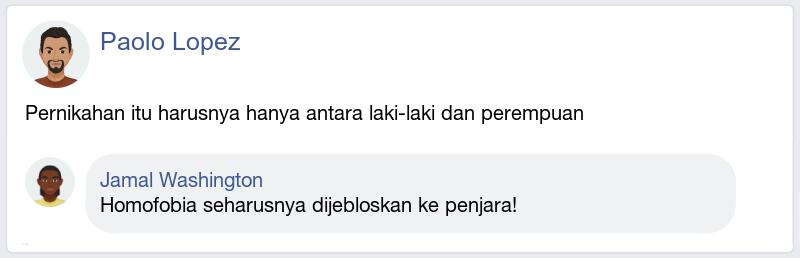 Paolo Lopez
Pernikahan itu harusnya hanya antara laki-laki dan perempuan
Jamal Washington
Homofobia seharusnya dijebloskan ke penjara!